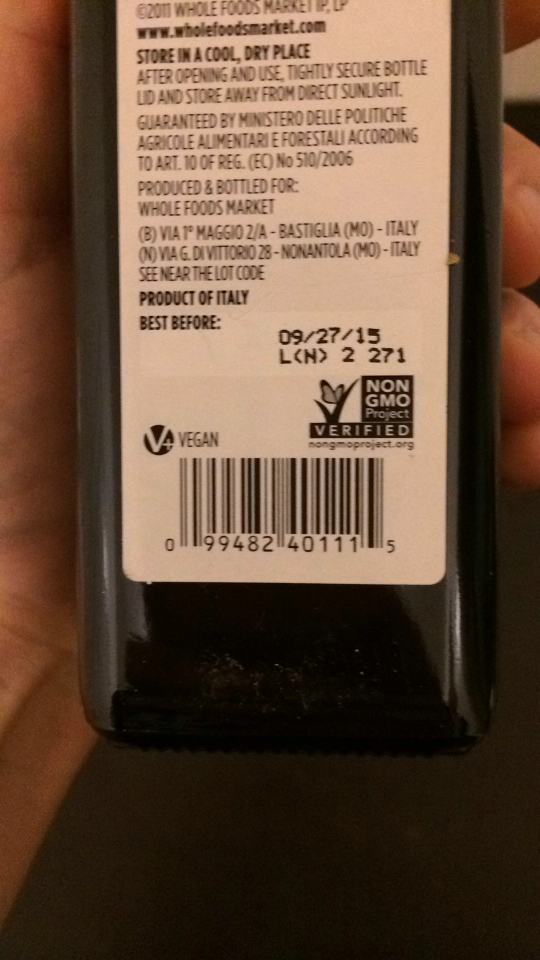 ©2011 WHOLE FOODS MARKET IP, LP
www.wholefoodsmarket.com
STORE IN A COOL, DRY PLACE
AFTER OPENING AND USE, TIGHTLY SECURE BOTTLE
LID AND STORE AWAY FROM DIRECT SUNLIGHT.
GUARANTEED BY MINISTERO DELLE POLITICHE
AGRICOLE ALIMENTARI E FORESTALI ACCORDING
TO ART. 10 OF REG. (EC) No 510/2006
PRODUCED & BOTTLED FOR:
WHOLE FOODS MARKET
(B) VIA 1° MAGGIO 2/A - BASTIGLIA (MO) - ITALY
(N) VIA G. DI VITTORIO 28 - NONANTOLA (MO) - ITALY
SEE NEAR THE LOT CODE
PRODUCT OF ITALY
BEST BEFORE:
09/27/15
L(N) 2 271
NON
GMO
Project
VERIFIED
nongmoproject.org
V+ VEGAN
0 99482 40111 5